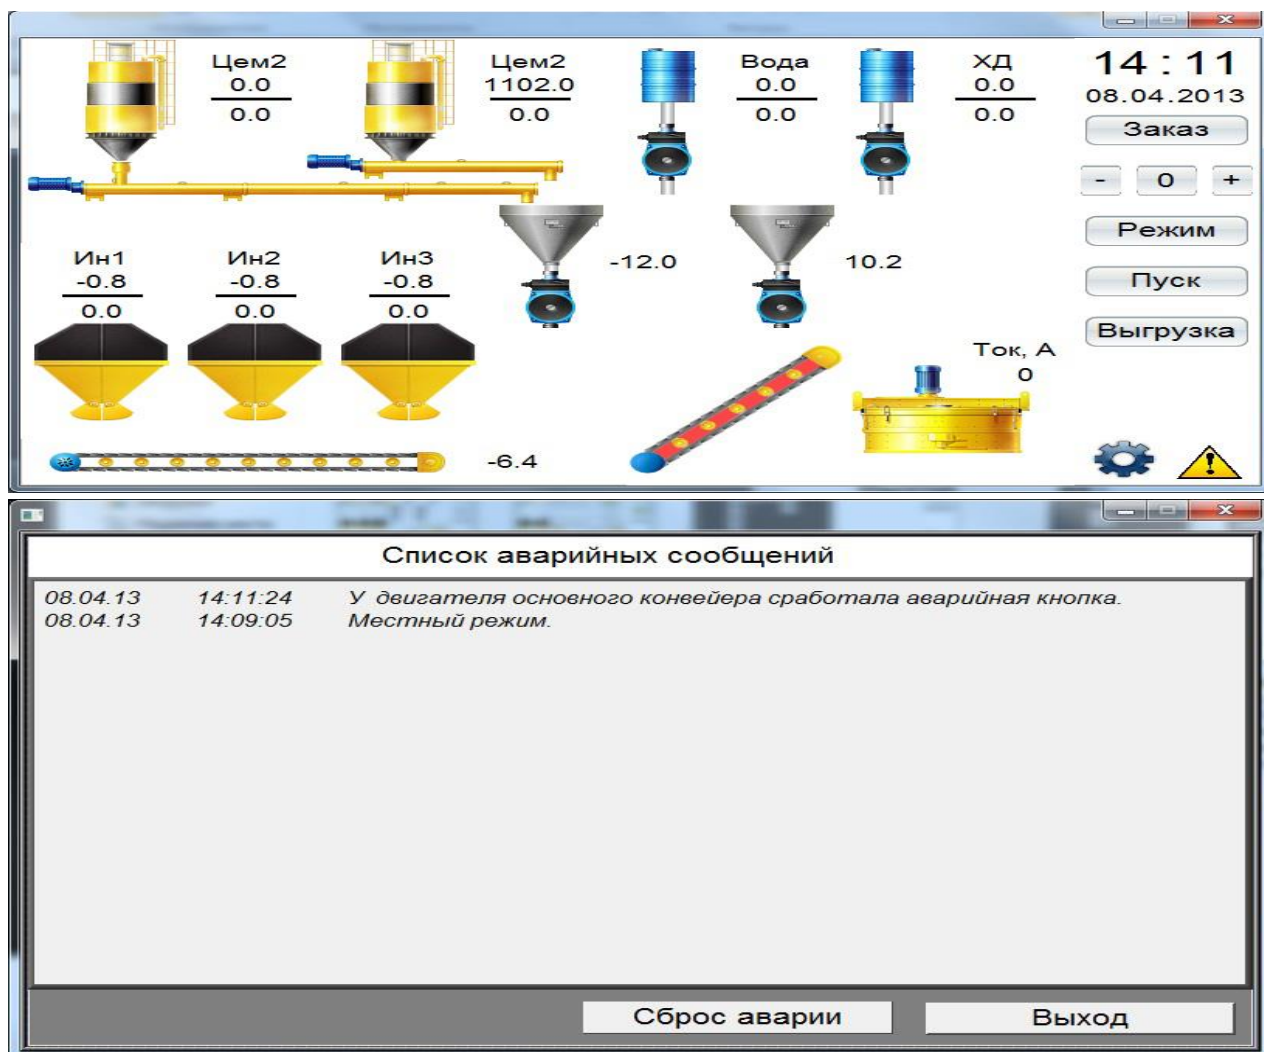 Цем2
0.0
0.0
Цем2
1102.0
0.0
Вода
0.0
0.0
ХД
0.0
0.0
14 : 11
08.04.2013
Заказ
- 0 +
Режим
Пуск
Выгрузка
-12.0
10.2
Ин1
-0.8
0.0
Ин2
-0.8
0.0
Ин3
-0.8
0.0
Ток, А
0
-6.4
Список аварийных сообщений
08.04.13 14:11:24 У двигателя основного конвейера сработала аварийная кнопка.
08.04.13 14:09:05 Местный режим.
Сброс аварии
Выход